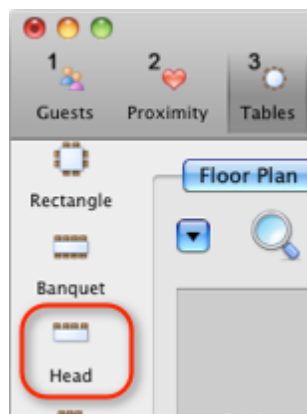 1 2 3
Guests Proximity Tables
Rectangle
Floor Plan
Banquet
Head